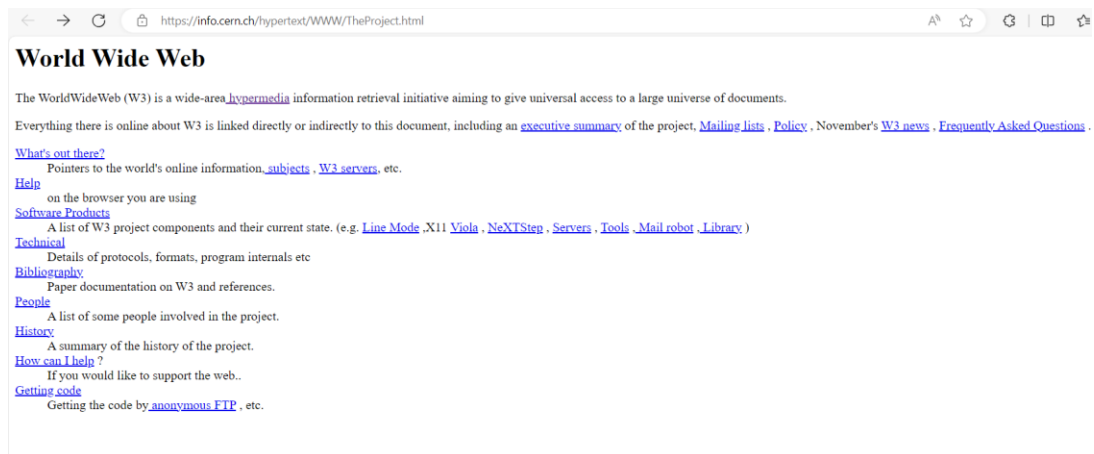 https://info.cern.ch/hypertext/WWW/TheProject.html
World Wide Web
The WorldWideWeb (W3) is a wide-area hypermedia information retrieval initiative aiming to give universal access to a large universe of documents.
Everything there is online about W3 is linked directly or indirectly to this document, including an executive summary of the project, Mailing lists , Policy , November's W3 news , Frequently Asked Questions .
What's out there?
Pointers to the world's online information, subjects , W3 servers, etc.
Help
on the browser you are using
Software Products
A list of W3 project components and their current state. (e.g. Line Mode ,X11 Viola , NeXTStep , Servers , Tools , Mail robot , Library )
Technical
Details of protocols, formats, program internals etc
Bibliography
Paper documentation on W3 and references.
People
A list of some people involved in the project.
History
A summary of the history of the project.
How can I help ?
If you would like to support the web..
Getting code
Getting the code by anonymous FTP , etc.